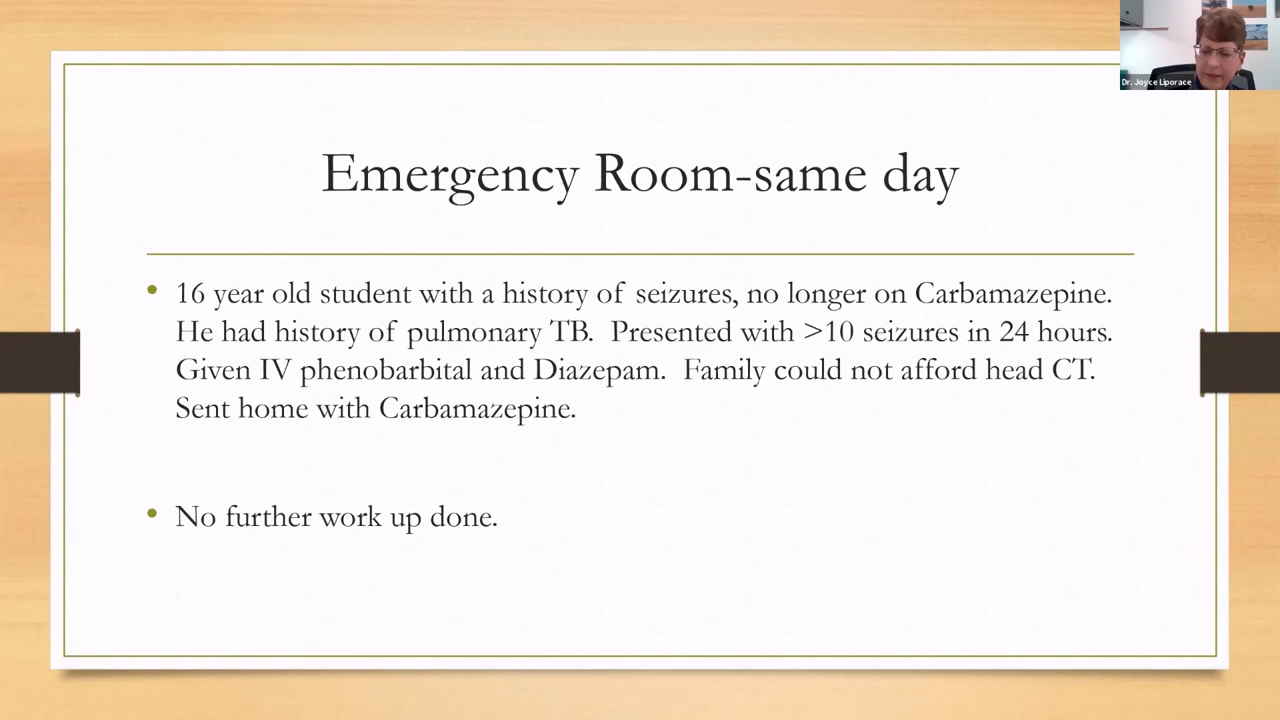 Dr. Joyce Liporace
Emergency Room-same day
• 16 year old student with a history of seizures, no longer on Carbamazepine.
He had history of pulmonary TB.  Presented with >10 seizures in 24 hours.
Given IV phenobarbital and Diazepam.  Family could not afford head CT.
Sent home with Carbamazepine.
• No further work up done.